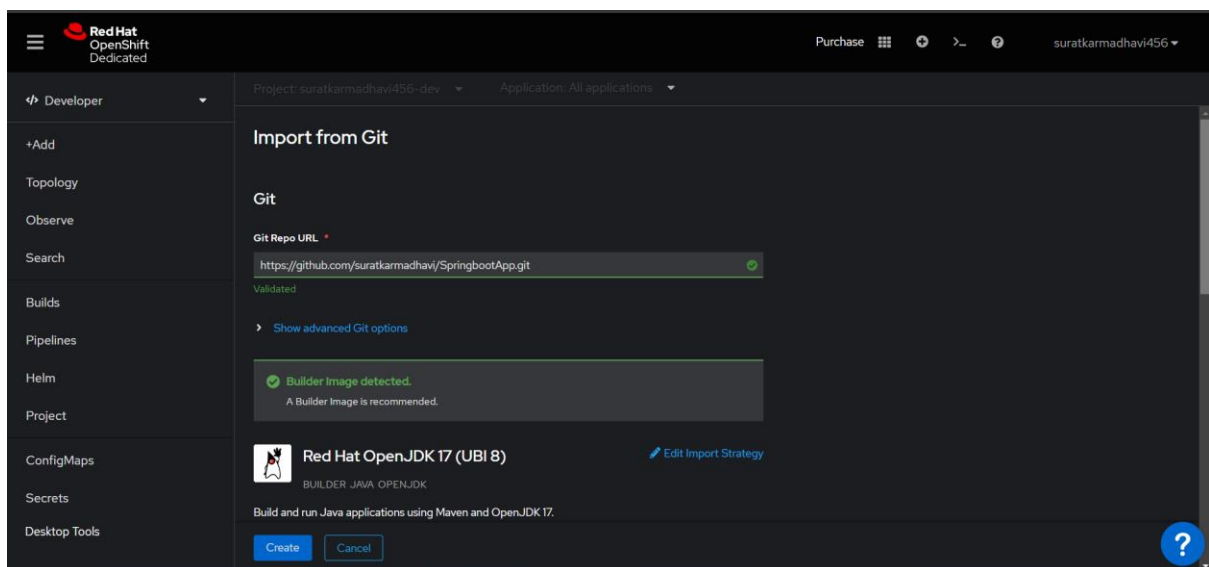 Red Hat
OpenShift
Dedicated
Purchase
suratkarmadhavi456
Developer
Project: suratkarmadhavi456-dev
Application: All applications
+Add
Topology
Observe
Search
Builds
Pipelines
Helm
Project
ConfigMaps
Secrets
Desktop Tools
Import from Git
Git
Git Repo URL *
https://github.com/suratkarmadhavi/SpringbootApp.git
Validated
Show advanced Git options
Builder Image detected.
A Builder Image is recommended.
Red Hat OpenJDK 17 (UBI 8)
Edit Import Strategy
BUILDER JAVA OPENJDK
Build and run Java applications using Maven and OpenJDK 17.
Create
Cancel